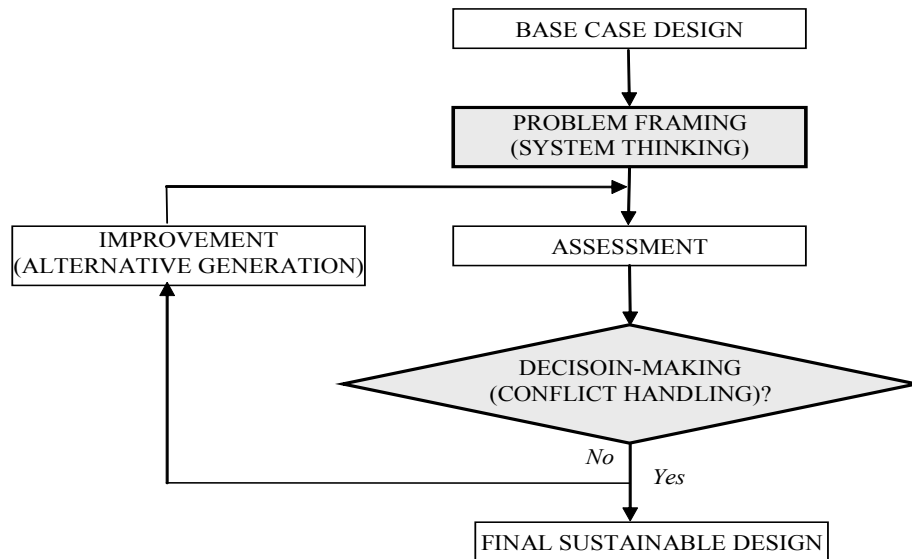 BASE CASE DESIGN
PROBLEM FRAMING
(SYSTEM THINKING)
IMPROVEMENT
(ALTERNATIVE GENERATION)
ASSESSMENT
DECISOIN-MAKING
(CONFLICT HANDLING)?
No
Yes
FINAL SUSTAINABLE DESIGN